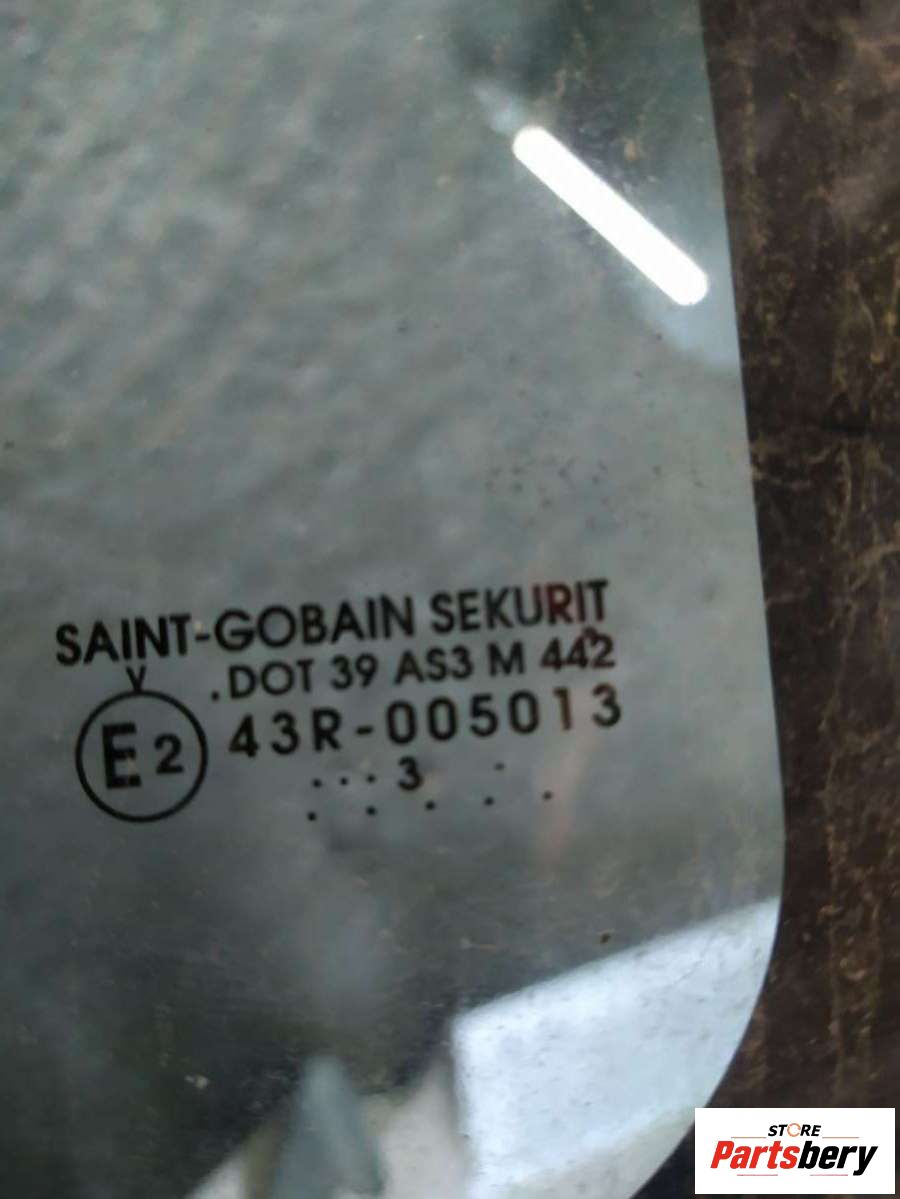 SAINT-GOBAIN SEKURIT
.DOT 39 AS3 M 442
V
E2 43R-005013
...3 .
. . . . .
STORE
Partsbery